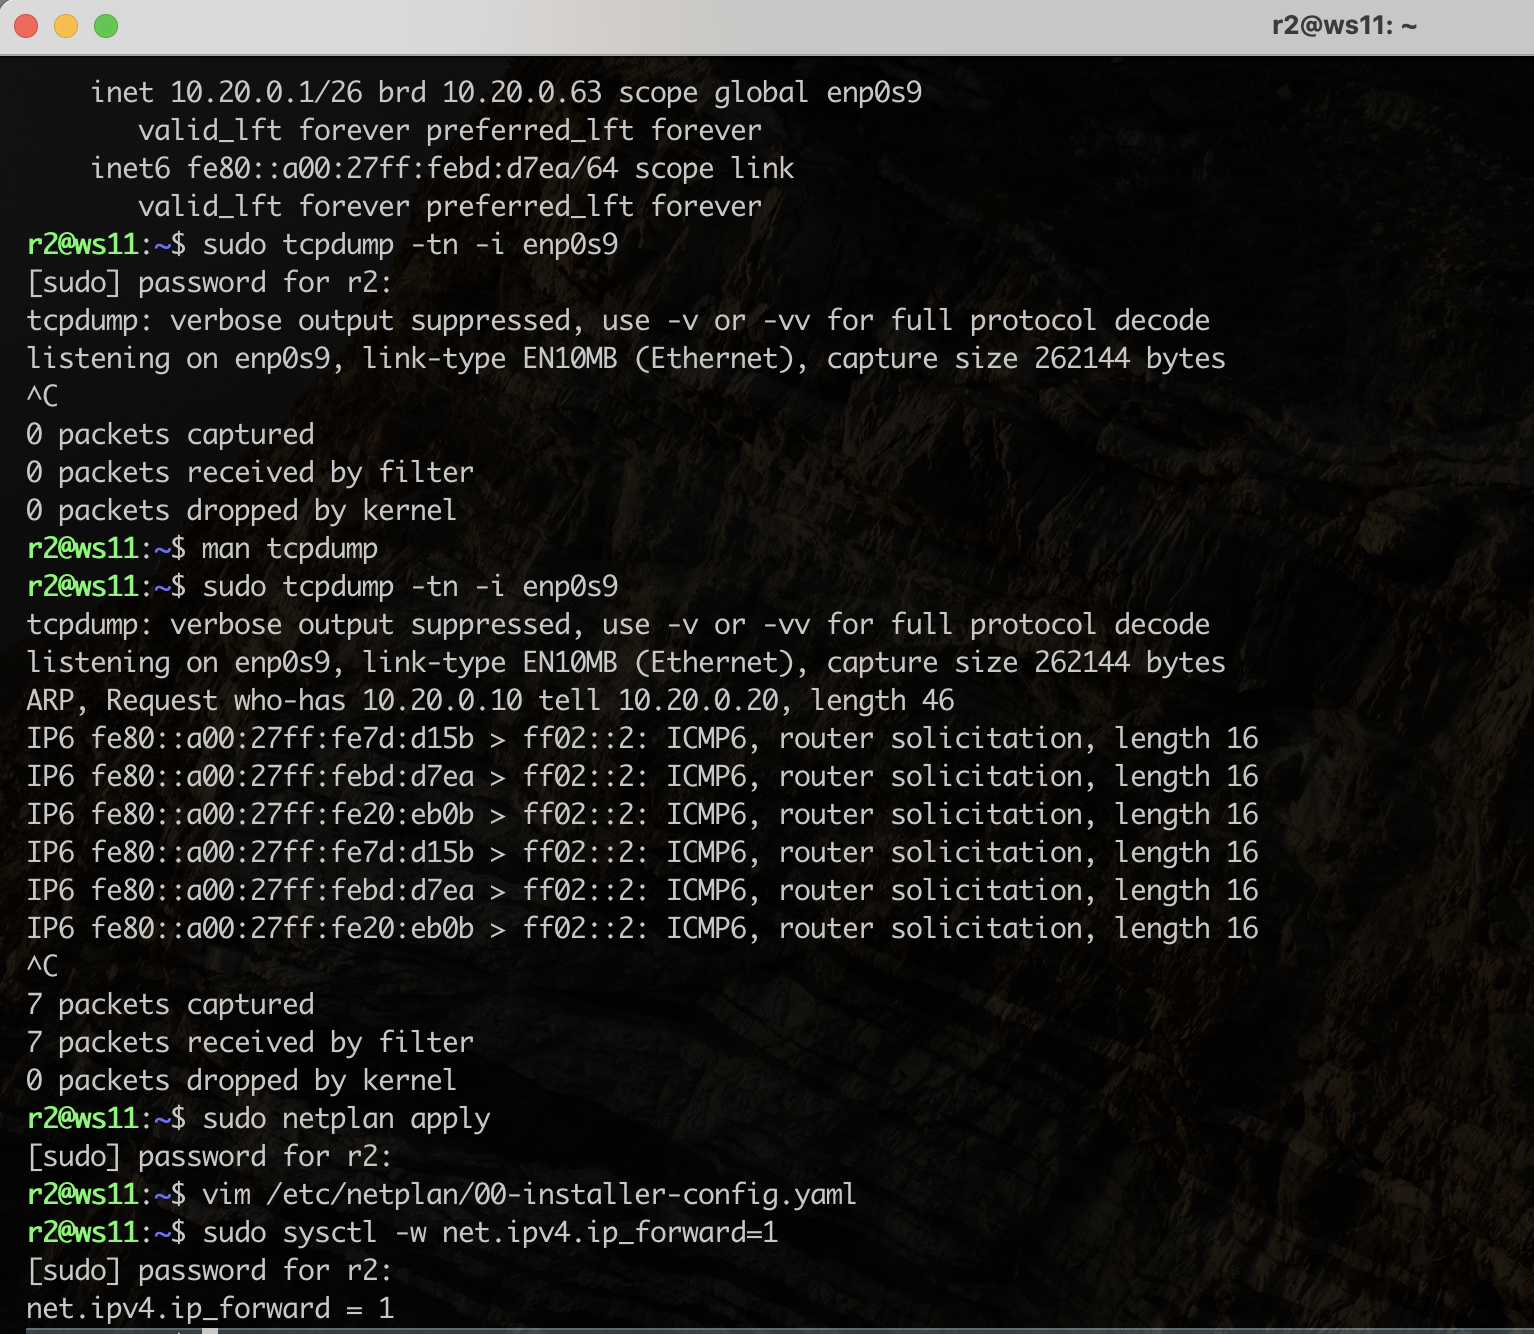 r2@ws11: ~
inet 10.20.0.1/26 brd 10.20.0.63 scope global enp0s9
valid_lft forever preferred_lft forever
inet6 fe80::a00:27ff:febd:d7ea/64 scope link
valid_lft forever preferred_lft forever
r2@ws11:~$ sudo tcpdump -tn -i enp0s9
[sudo] password for r2:
tcpdump: verbose output suppressed, use -v or -vv for full protocol decode
listening on enp0s9, link-type EN10MB (Ethernet), capture size 262144 bytes
^C
0 packets captured
0 packets received by filter
0 packets dropped by kernel
r2@ws11:~$ man tcpdump
r2@ws11:~$ sudo tcpdump -tn -i enp0s9
tcpdump: verbose output suppressed, use -v or -vv for full protocol decode
listening on enp0s9, link-type EN10MB (Ethernet), capture size 262144 bytes
ARP, Request who-has 10.20.0.10 tell 10.20.0.20, length 46
IP6 fe80::a00:27ff:fe7d:d15b > ff02::2: ICMP6, router solicitation, length 16
IP6 fe80::a00:27ff:febd:d7ea > ff02::2: ICMP6, router solicitation, length 16
IP6 fe80::a00:27ff:fe20:eb0b > ff02::2: ICMP6, router solicitation, length 16
IP6 fe80::a00:27ff:fe7d:d15b > ff02::2: ICMP6, router solicitation, length 16
IP6 fe80::a00:27ff:febd:d7ea > ff02::2: ICMP6, router solicitation, length 16
IP6 fe80::a00:27ff:fe20:eb0b > ff02::2: ICMP6, router solicitation, length 16
^C
7 packets captured
7 packets received by filter
0 packets dropped by kernel
r2@ws11:~$ sudo netplan apply
[sudo] password for r2:
r2@ws11:~$ vim /etc/netplan/00-installer-config.yaml
r2@ws11:~$ sudo sysctl -w net.ipv4.ip_forward=1
[sudo] password for r2:
net.ipv4.ip_forward = 1